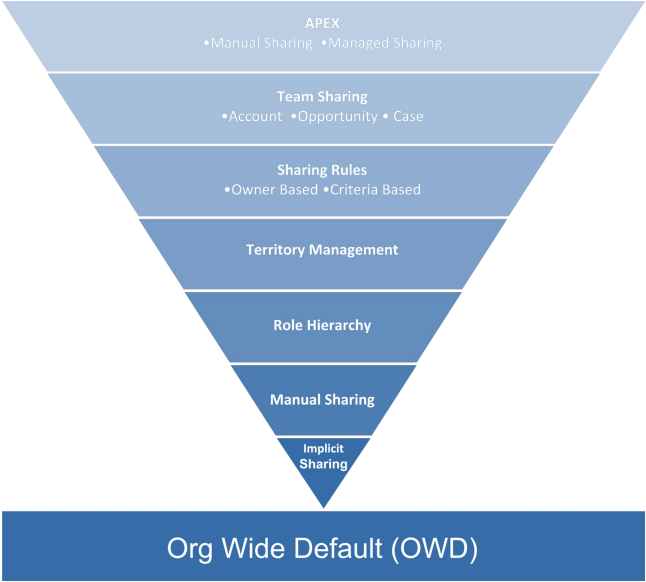 APEX
•Manual Sharing •Managed Sharing
Team Sharing
•Account •Opportunity • Case
Sharing Rules
•Owner Based •Criteria Based
Territory Management
Role Hierarchy
Manual Sharing
Implicit
Sharing
Org Wide Default (OWD)